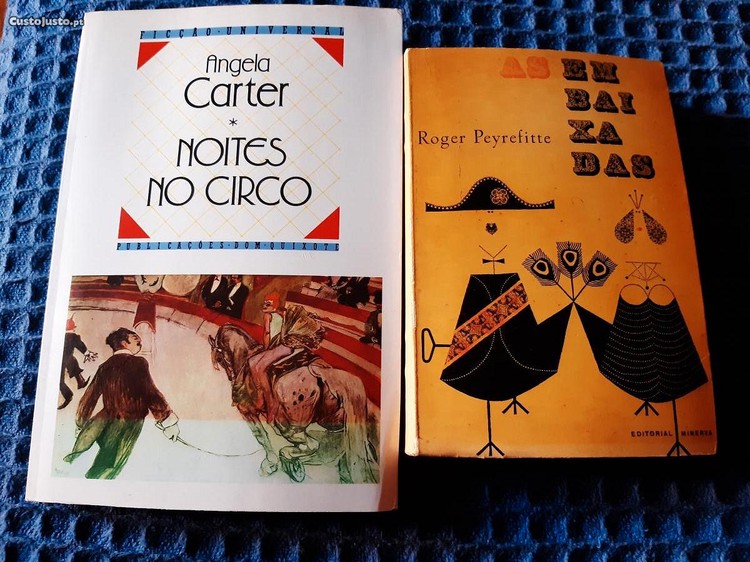 CustoJusto.pt
FICÇÃO·UNIVERSAL
Angela
Carter
*
NOITES
NO CIRCO
PUBLICAÇÕES·DOM·QUIXOTE
AS EM
BAI
XA
DAS
Roger Peyrefitte
EDITORIAL MINERVA